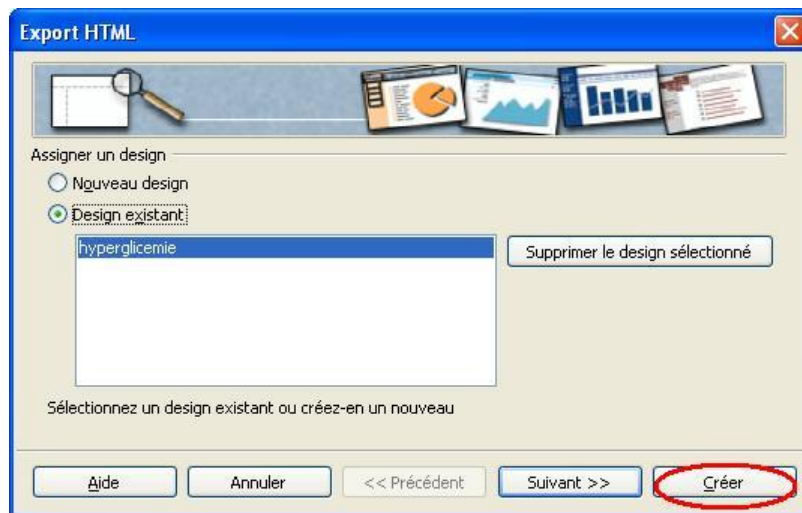 Export HTML
Assigner un design
Nouveau design
Design existant
hyperglicemie
Supprimer le design sélectionné
Sélectionnez un design existant ou créez-en un nouveau
Aide
Annuler
<< Précédent
Suivant >>
Créer